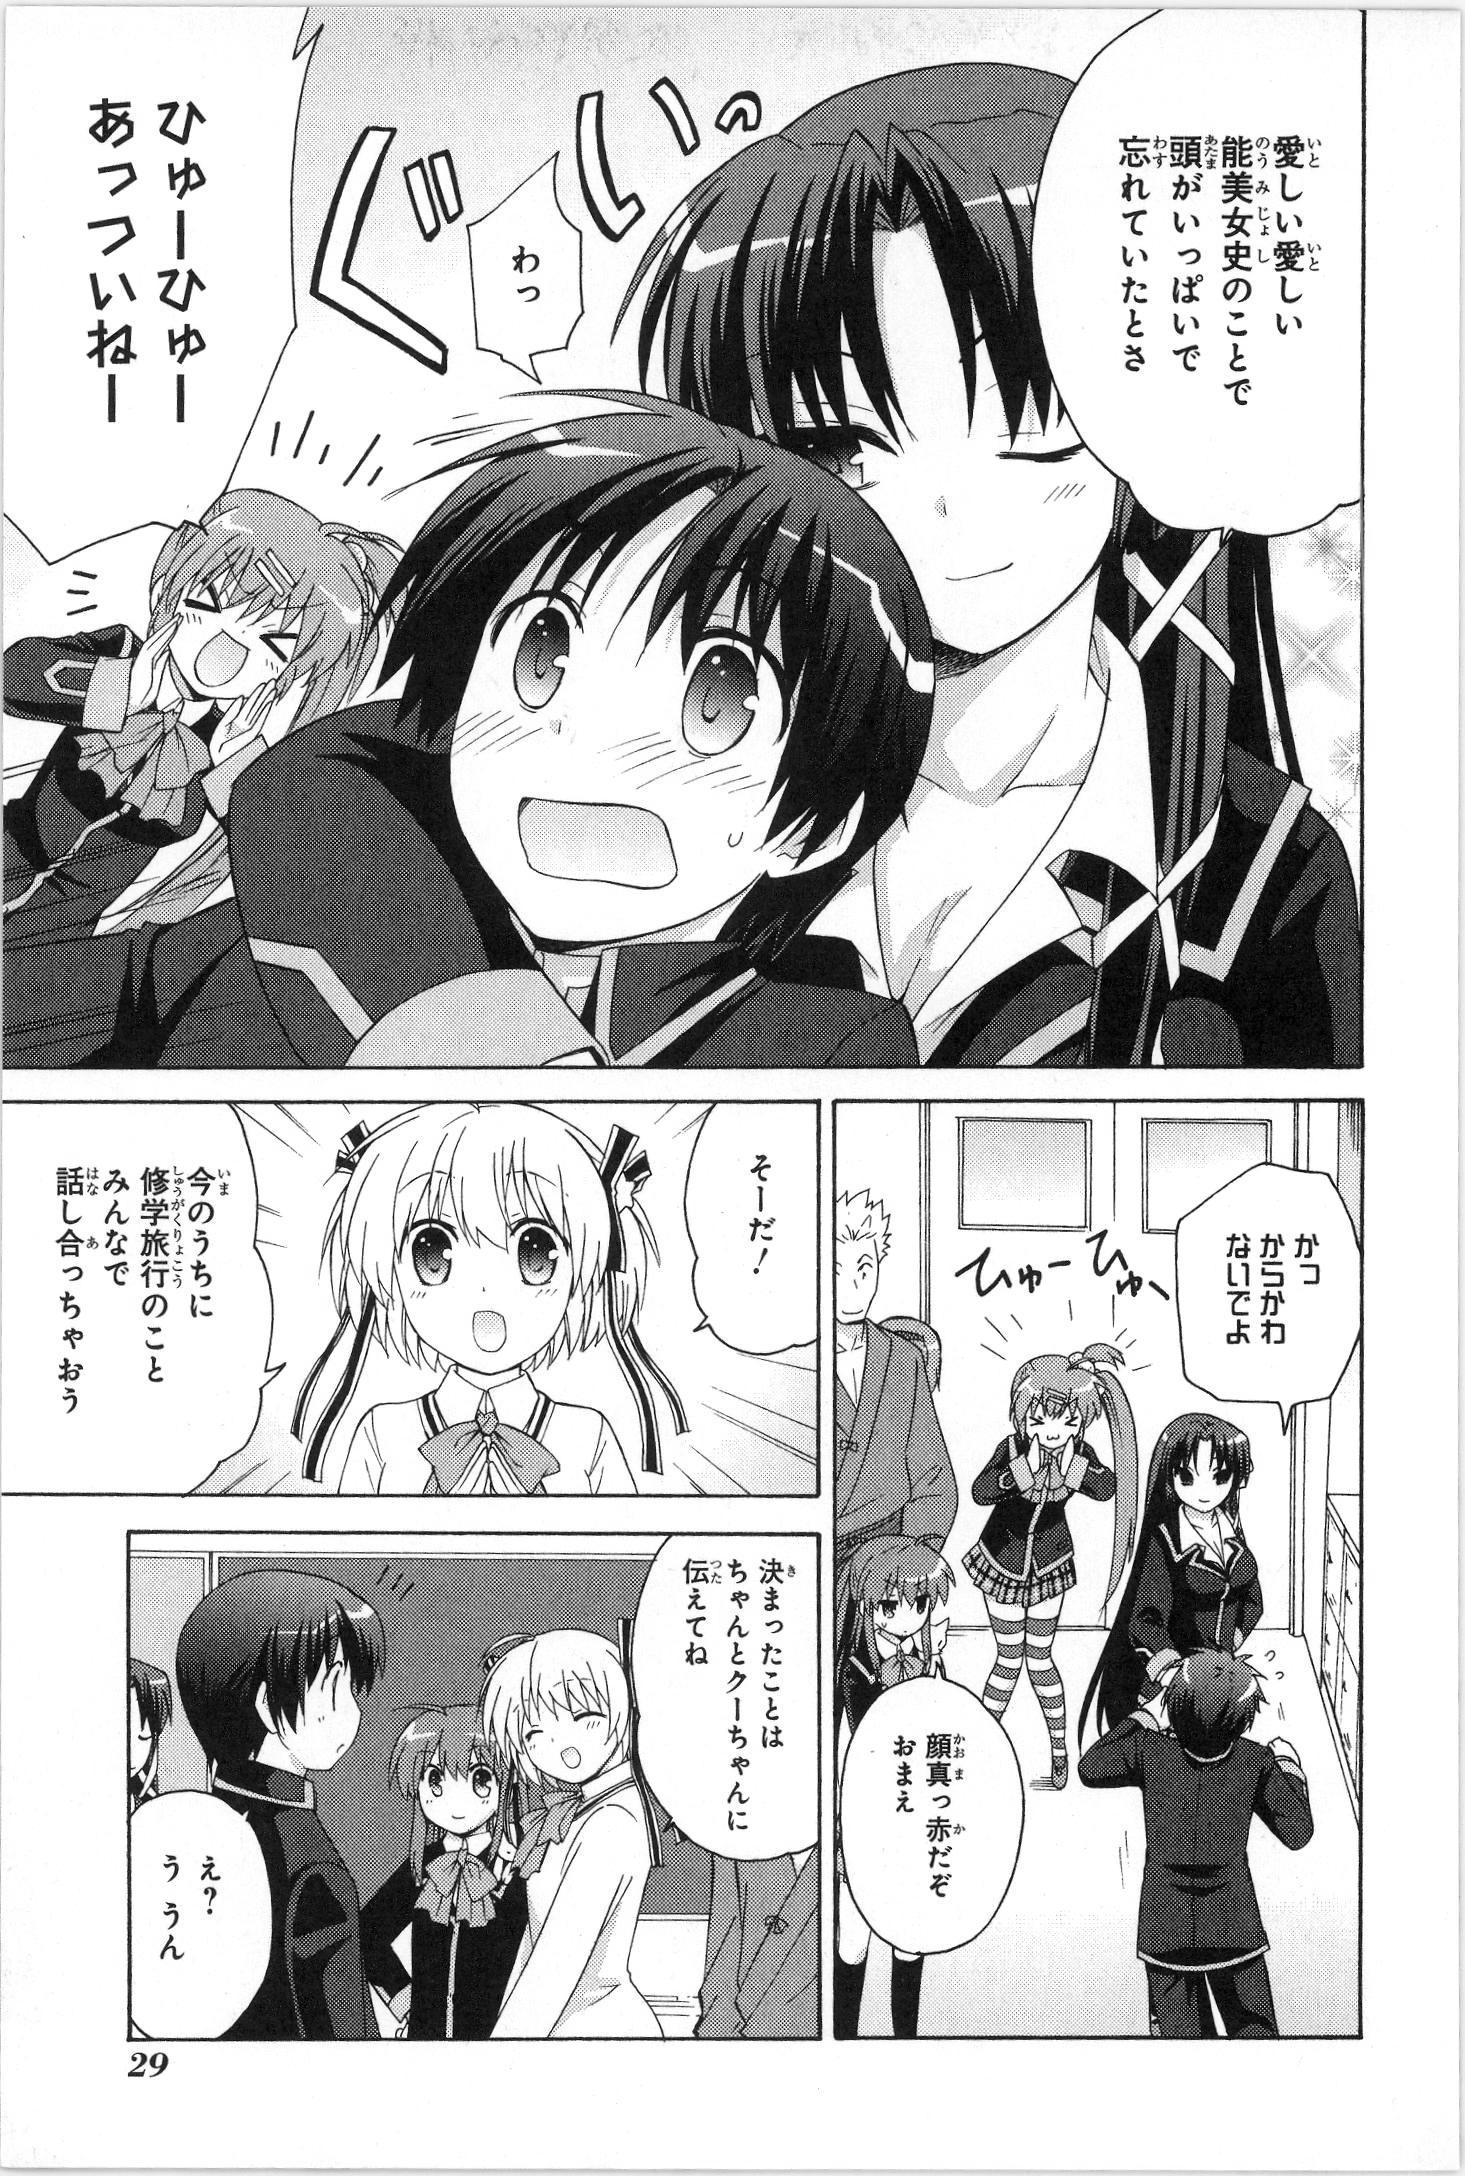 愛しい愛しい
能美女史のことで
頭がいっぱいで
忘れていたとさ
ぐいっ
わっ
ひゅーひゅー
あっついねー
かっ
からかわ
ないでよ
ひゅーひゅー
顔真っ赤だぞ
おまえ
そーだ!
今のうちに
修学旅行のこと
みんなで
話し合っちゃおう
決まったことは
ちゃんとクーちゃんに
伝えてね
え?
う うん
29